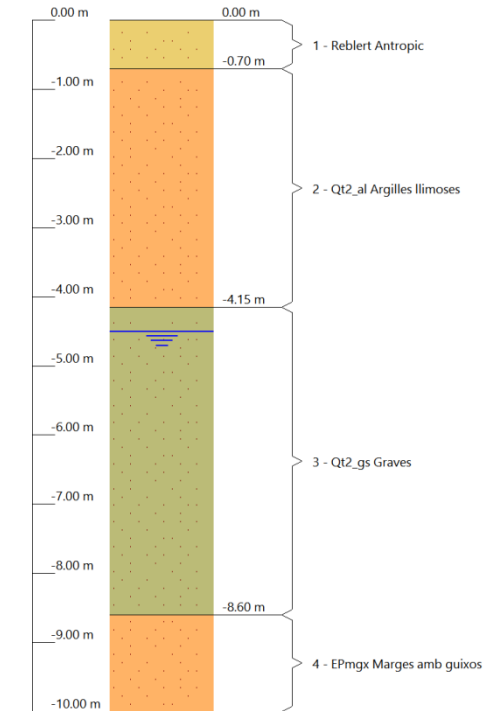 0.00 m
0.00 m
1 - Reblert Antropic
-0.70 m
-1.00 m
-2.00 m
2 - Qt2_al Argilles llimoses
-3.00 m
-4.00 m
-4.15 m
-5.00 m
-6.00 m
3 - Qt2_gs Graves
-7.00 m
-8.00 m
-8.60 m
-9.00 m
4 - EPmgx Marges amb guixos
-10.00 m